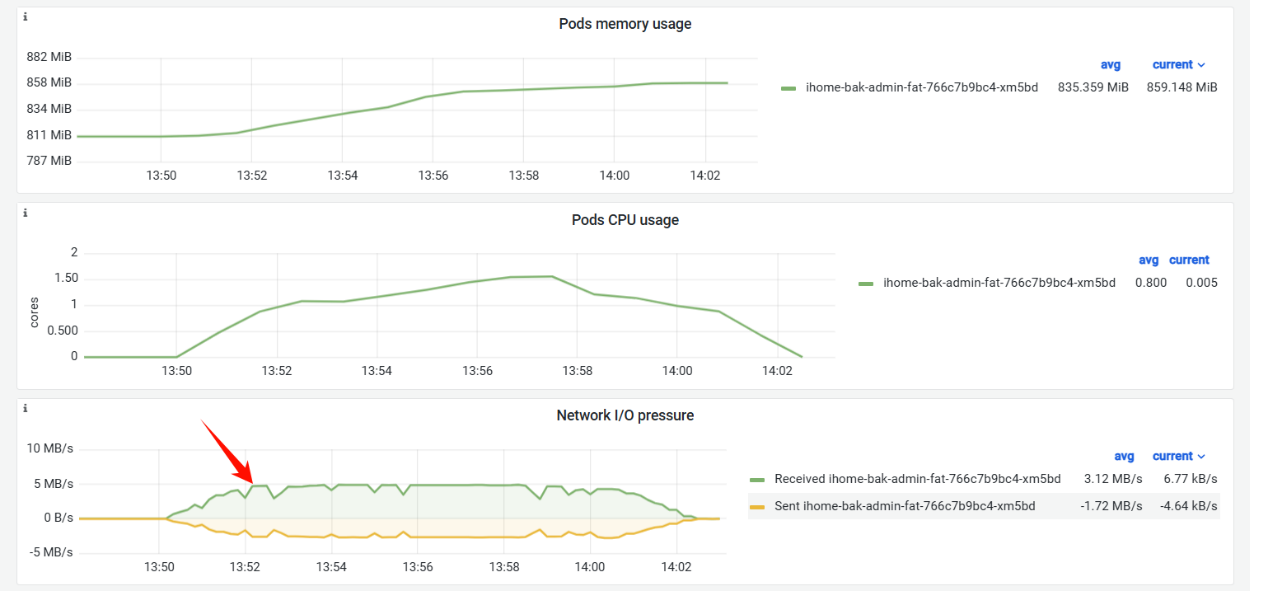 Pods memory usage
882 MiB
858 MiB
834 MiB
811 MiB
787 MiB
13:50 13:52 13:54 13:56 13:58 14:00 14:02
avg current
ihome-bak-admin-fat-766c7b9bc4-xm5bd 835.359 MiB 859.148 MiB
Pods CPU usage
cores
2
1.50
1
0.500
0
13:50 13:52 13:54 13:56 13:58 14:00 14:02
avg current
ihome-bak-admin-fat-766c7b9bc4-xm5bd 0.800 0.005
Network I/O pressure
10 MB/s
5 MB/s
0 B/s
-5 MB/s
13:50 13:52 13:54 13:56 13:58 14:00 14:02
avg current
Received ihome-bak-admin-fat-766c7b9bc4-xm5bd 3.12 MB/s 6.77 kB/s
Sent ihome-bak-admin-fat-766c7b9bc4-xm5bd -1.72 MB/s -4.64 kB/s